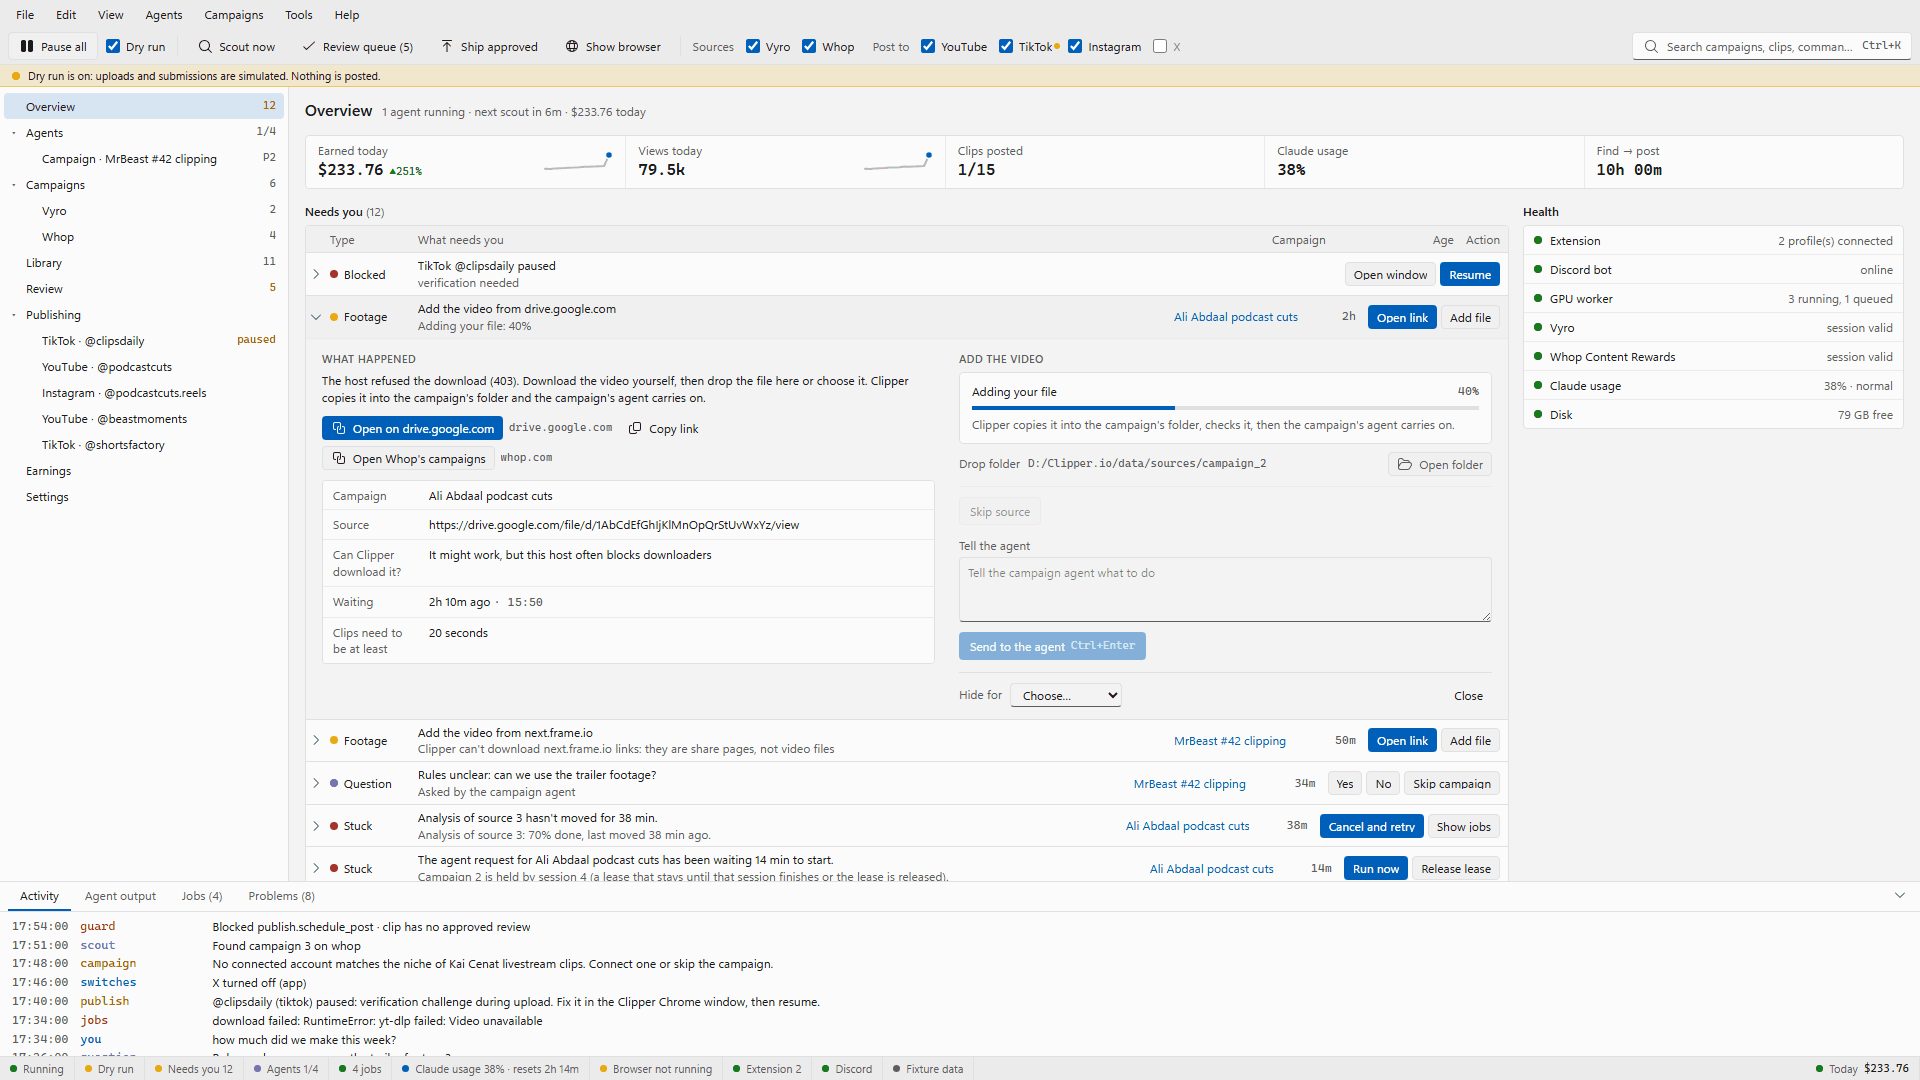 File Edit View Agents Campaigns Tools Help
Pause all Dry run Scout now Review queue (5) Ship approved Show browser Sources Vyro Whop Post to YouTube TikTok Instagram X Search campaigns, clips, comman... Ctrl+K
Dry run is on: uploads and submissions are simulated. Nothing is posted.
Overview 12
Agents 1/4
Campaign · MrBeast #42 clipping P2
Campaigns 6
Vyro 2
Whop 4
Library 11
Review 5
Publishing
TikTok · @clipsdaily paused
YouTube · @podcastcuts
Instagram · @podcastcuts.reels
YouTube · @beastmoments
TikTok · @shortsfactory
Earnings
Settings
Overview 1 agent running · next scout in 6m · $233.76 today
Earned today
$233.76 ▲251%
Views today
79.5k
Clips posted
1/15
Claude usage
38%
Find → post
10h 00m
Needs you (12)
Type What needs you Campaign Age Action
Blocked TikTok @clipsdaily paused
verification needed
Open window Resume
Footage Add the video from drive.google.com
Adding your file: 40%
Ali Abdaal podcast cuts 2h Open link Add file
WHAT HAPPENED
The host refused the download (403). Download the video yourself, then drop the file here or choose it. Clipper
copies it into the campaign's folder and the campaign's agent carries on.
Open on drive.google.com drive.google.com Copy link
Open Whop's campaigns whop.com
Campaign Ali Abdaal podcast cuts
Source https://drive.google.com/file/d/1AbCdEfGhIjKlMnOpQrStUvWxYz/view
Can Clipper download it? It might work, but this host often blocks downloaders
Waiting 2h 10m ago · 15:50
Clips need to be at least 20 seconds
ADD THE VIDEO
Adding your file 40%
Clipper copies it into the campaign's folder, checks it, then the campaign's agent carries on.
Drop folder D:/Clipper.io/data/sources/campaign_2 Open folder
Skip source
Tell the agent
Tell the campaign agent what to do
Send to the agent Ctrl+Enter
Hide for Choose... Close
Footage Add the video from next.frame.io
Clipper can't download next.frame.io links: they are share pages, not video files
MrBeast #42 clipping 50m Open link Add file
Question Rules unclear: can we use the trailer footage?
Asked by the campaign agent
MrBeast #42 clipping 34m Yes No Skip campaign
Stuck Analysis of source 3 hasn't moved for 38 min.
Analysis of source 3: 70% done, last moved 38 min ago.
Ali Abdaal podcast cuts 38m Cancel and retry Show jobs
Stuck The agent request for Ali Abdaal podcast cuts has been waiting 14 min to start.
Campaign 2 is held by session 4 (a lease that stays until that session finishes or the lease is released).
Ali Abdaal podcast cuts 14m Run now Release lease
Health
Extension 2 profile(s) connected
Discord bot online
GPU worker 3 running, 1 queued
Vyro session valid
Whop Content Rewards session valid
Claude usage 38% · normal
Disk 79 GB free
Activity Agent output Jobs (4) Problems (8)
17:54:00 guard Blocked publish.schedule_post · clip has no approved review
17:51:00 scout Found campaign 3 on whop
17:48:00 campaign No connected account matches the niche of Kai Cenat livestream clips. Connect one or skip the campaign.
17:46:00 switches X turned off (app)
17:40:00 publish @clipsdaily (tiktok) paused: verification challenge during upload. Fix it in the Clipper Chrome window, then resume.
17:34:00 jobs download failed: RuntimeError: yt-dlp failed: Video unavailable
17:34:00 you how much did we make this week?
Running Dry run Needs you 12 Agents 1/4 4 jobs Claude usage 38% · resets 2h 14m Browser not running Extension 2 Discord Fixture data Today $233.76